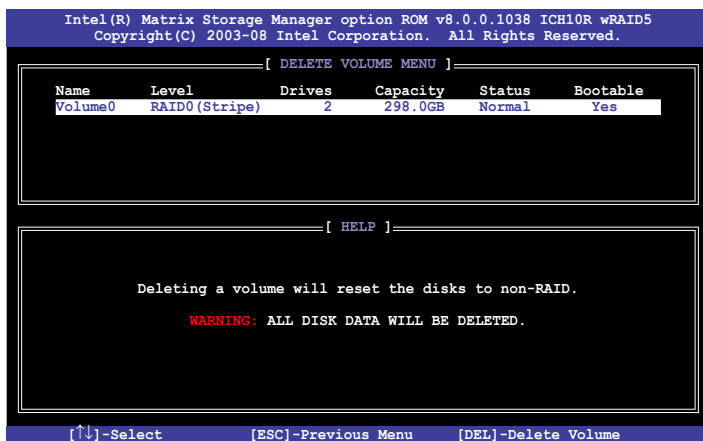 Intel(R) Matrix Storage Manager option ROM v8.0.0.1038 ICH10R wRAID5
Copyright(C) 2003-08 Intel Corporation. All Rights Reserved.
[ DELETE VOLUME MENU ]
Name Level Drives Capacity Status Bootable
Volume0 RAID0(Stripe) 2 298.0GB Normal Yes
[ HELP ]
Deleting a volume will reset the disks to non-RAID.
WARNING: ALL DISK DATA WILL BE DELETED.
[↑↓]-Select [ESC]-Previous Menu [DEL]-Delete Volume